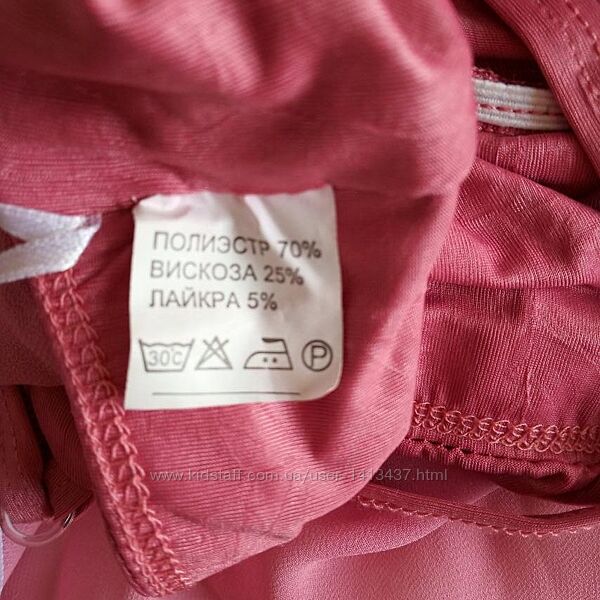 ПОЛИЭСТР 70%
ВИСКОЗА 25%
ЛАЙКРА 5%
30C P
www.kidstaff.com.ua/user-1413437.html